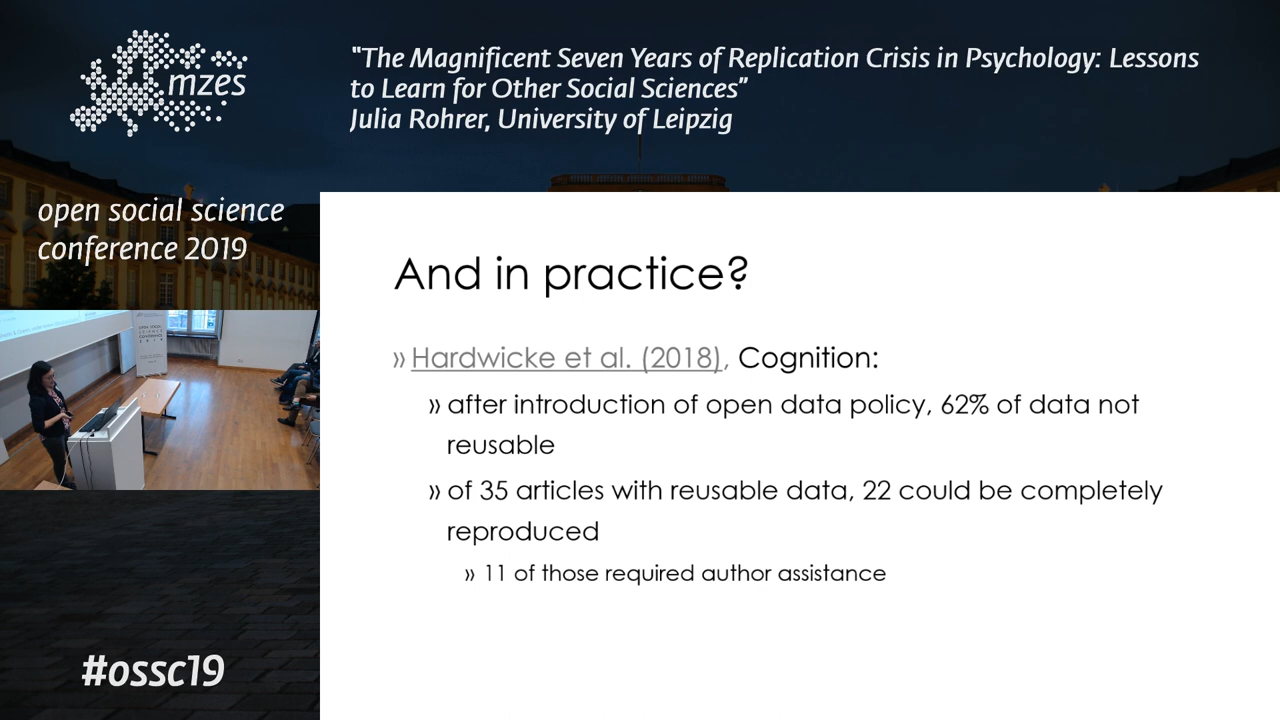 mzes
"The Magnificent Seven Years of Replication Crisis in Psychology: Lessons
to Learn for Other Social Sciences"
Julia Rohrer, University of Leipzig
open social science
conference 2019
And in practice?
» Hardwicke et al. (2018), Cognition:
» after introduction of open data policy, 62% of data not
reusable
» of 35 articles with reusable data, 22 could be completely
reproduced
» 11 of those required author assistance
#ossc19